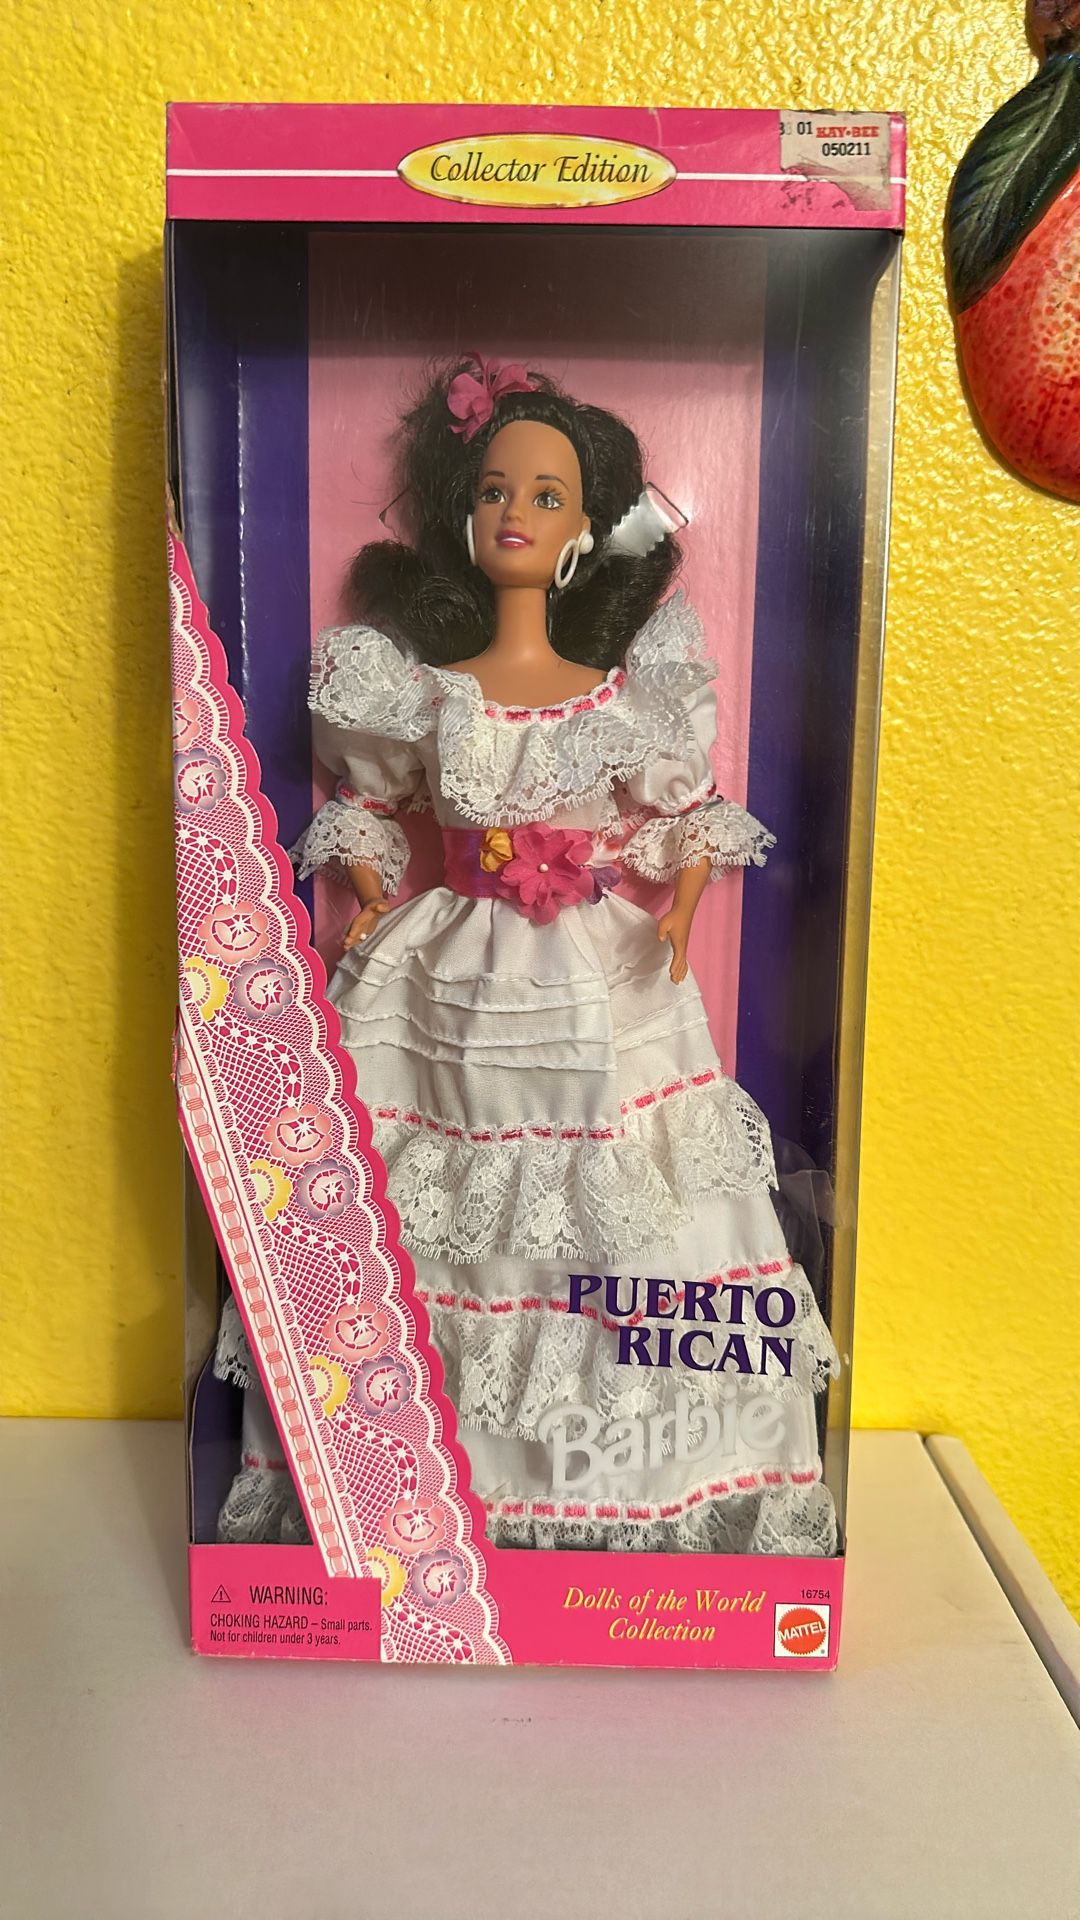 Collector Edition
01 KAY·BEE
050211
PUERTO
RICAN
Barbie
⚠ WARNING:
CHOKING HAZARD – Small parts.
Not for children under 3 years.
Dolls of the World
Collection
16754
MATTEL